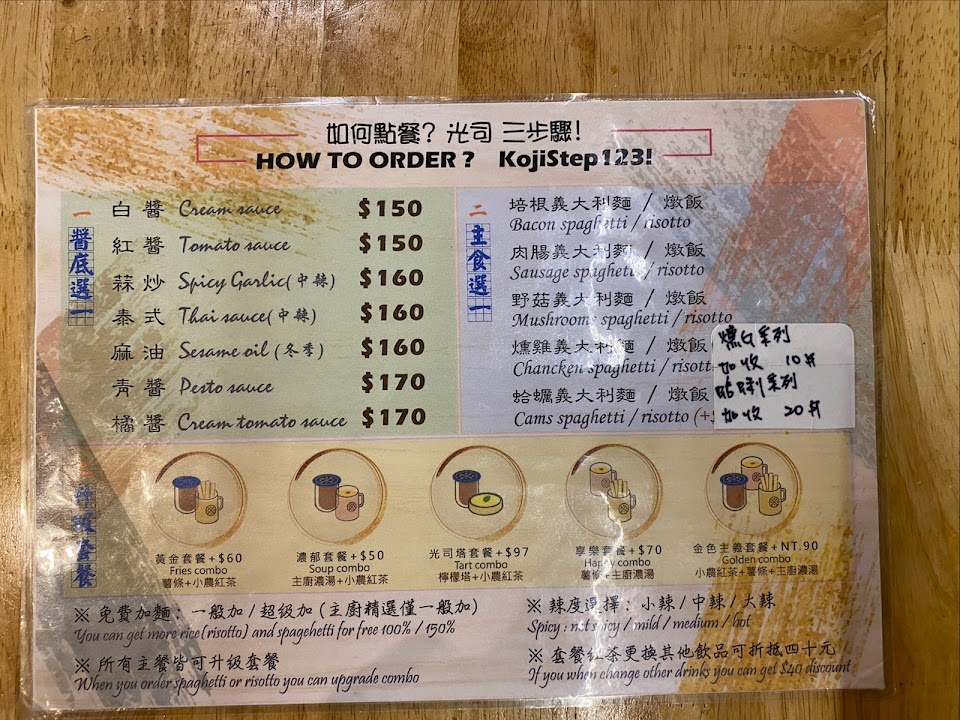 如何點餐? 光司 三步驟!
HOW TO ORDER ? KojiStep123!
一 醬底選一
白醬 Cream sauce $150
紅醬 Tomato sauce $150
蒜炒 Spicy Garlic(中辣) $160
泰式 Thai sauce(中辣) $160
麻油 Sesame oil (冬季) $160
青醬 Pesto sauce $170
橘醬 Cream tomato sauce $170
二 主食選一
培根義大利麵 / 燉飯
Bacon spaghetti / risotto
肉腸義大利麵 / 燉飯
Sausage spaghetti / risotto
野菇義大利麵 / 燉飯
Mushrooms spaghetti / risotto
燻雞義大利麵 / 燉飯
Chancken spaghetti / risott
蛤蠣義大利麵 / 燉飯
Cams spaghetti / risotto (+
系列
加收 10元
系列
加收 20元
套餐
黃金套餐+$60
Fries combo
薯條+小農紅茶
濃郁套餐+$50
Soup combo
主廚濃湯+小農紅茶
光司塔套餐+$97
Tart combo
檸檬塔+小農紅茶
享樂套餐+$70
Happy combo
薯條+主廚濃湯
金色主義套餐+NT.90
Golden combo
小農紅茶+薯條+主廚濃湯
※ 免費加麵: 一般加 / 超級加 (主廚精選僅一般加)
You can get more rice(risotto) and spagehetti for free 100% / 150%
※ 所有主餐皆可升級套餐
When you order spaghetti or risotto you can upgrade combo
※ 辣度選擇: 小辣 / 中辣 / 大辣
Spicy : not spicy / mild / medium / hot
※ 套餐紅茶更換其他飲品可折抵四十元
If you when change other drinks you can get $40 discount